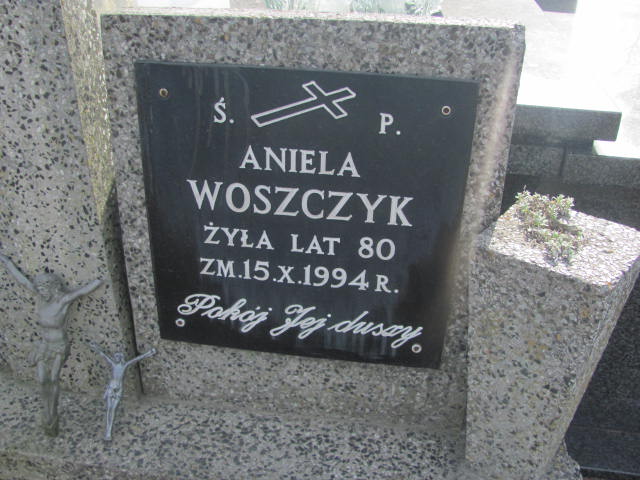 Ś. P.
ANIELA
WOSZCZYK
ŻYŁA LAT 80
ZM.15.X.1994 R.
Pokój Jej duszy